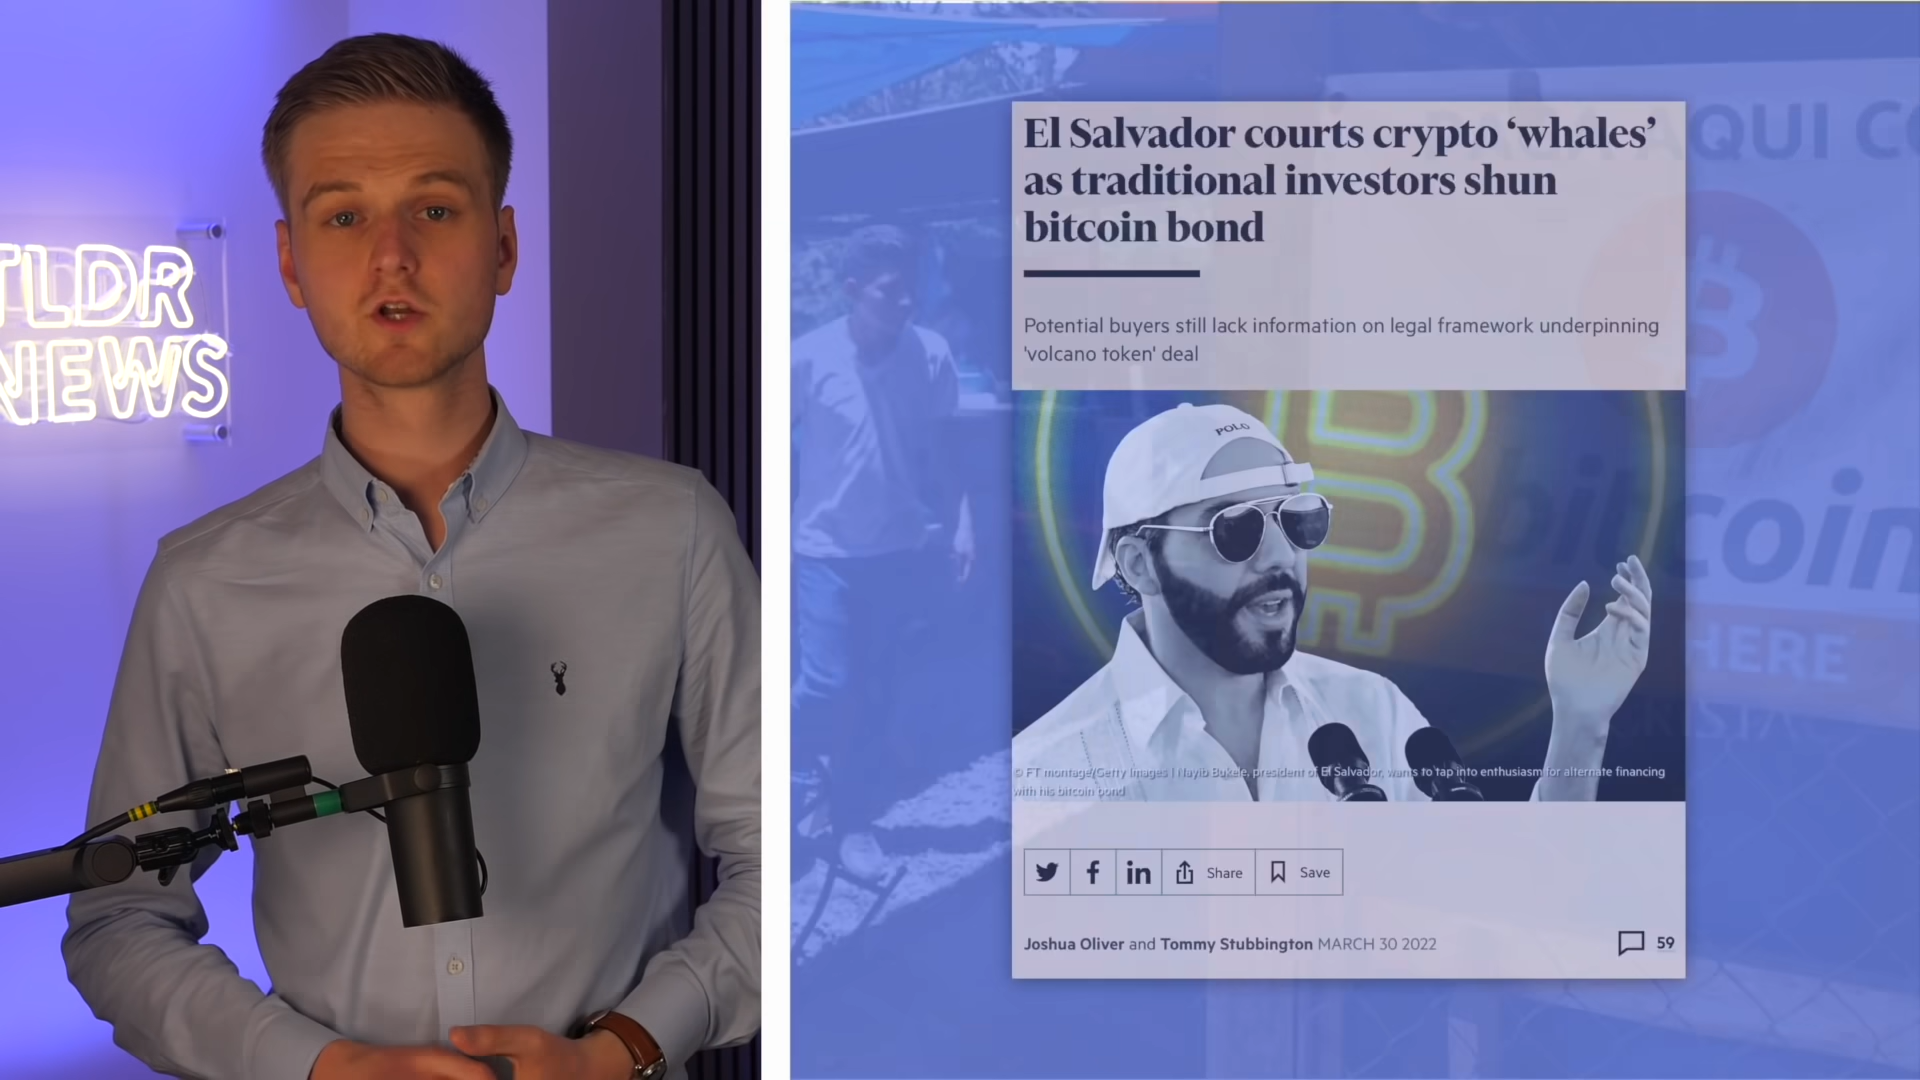 TLDR
NEWS
El Salvador courts crypto ‘whales’
as traditional investors shun
bitcoin bond
Potential buyers still lack information on legal framework underpinning
'volcano token' deal
POLO
© FT montage/Getty Images | Nayib Bukele, president of El Salvador, wants to tap into enthusiasm for alternate financing
with his bitcoin bond
Share
Save
Joshua Oliver and Tommy Stubbington MARCH 30 2022
59
AQUI
bitcoin
HERE